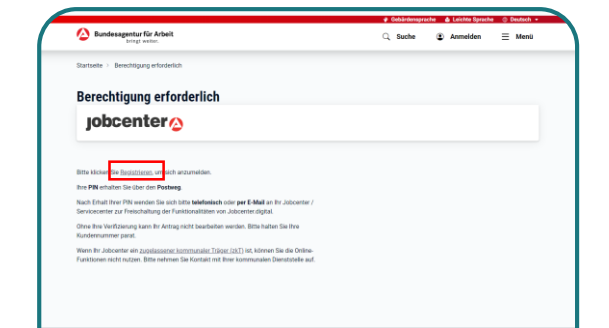 Gebärdensprache Leichte Sprache Deutsch
Bundesagentur für Arbeit
bringt weiter.
Suche Anmelden Menü
Startseite Berechtigung erforderlich
Berechtigung erforderlich
jobcenter
Bitte klicken Sie Registrieren, um sich anzumelden.
Ihre PIN erhalten Sie über den Postweg.
Nach Erhalt Ihrer PIN wenden Sie sich bitte telefonisch oder per E-Mail an Ihr Jobcenter /
Servicecenter zur Freischaltung der Funktionalitäten von Jobcenter.digital.
Ohne Ihre Verifizierung kann Ihr Antrag nicht bearbeitet werden. Bitte halten Sie Ihre
Kundennummer parat.
Wenn Ihr Jobcenter ein zugelassener kommunaler Träger (zkT) ist, können Sie die Online-
Funktionen nicht nutzen. Bitte nehmen Sie Kontakt mit Ihrer kommunalen Dienststelle auf.